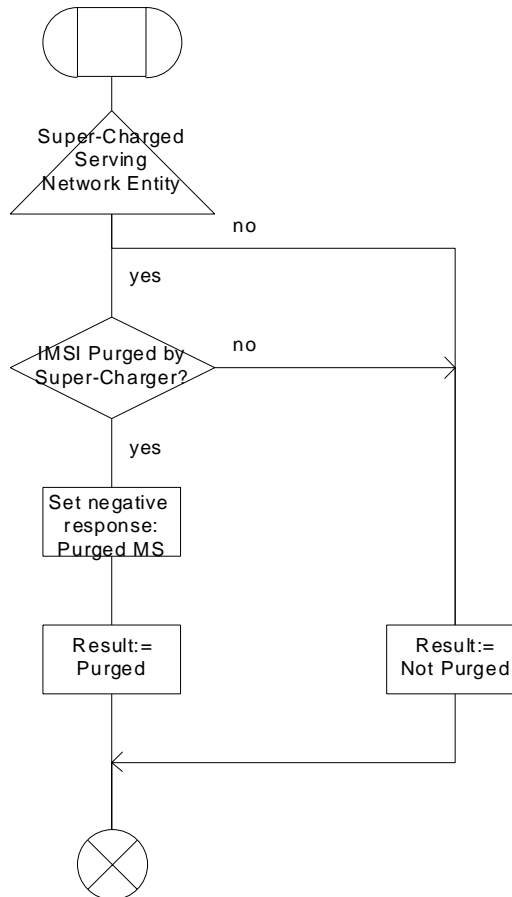 Super-Charged
Serving
Network Entity
no
yes
IMSI Purged by
Super-Charger?
no
yes
Set negative
response:
Purged MS
Result:=
Purged
Result:=
Not Purged